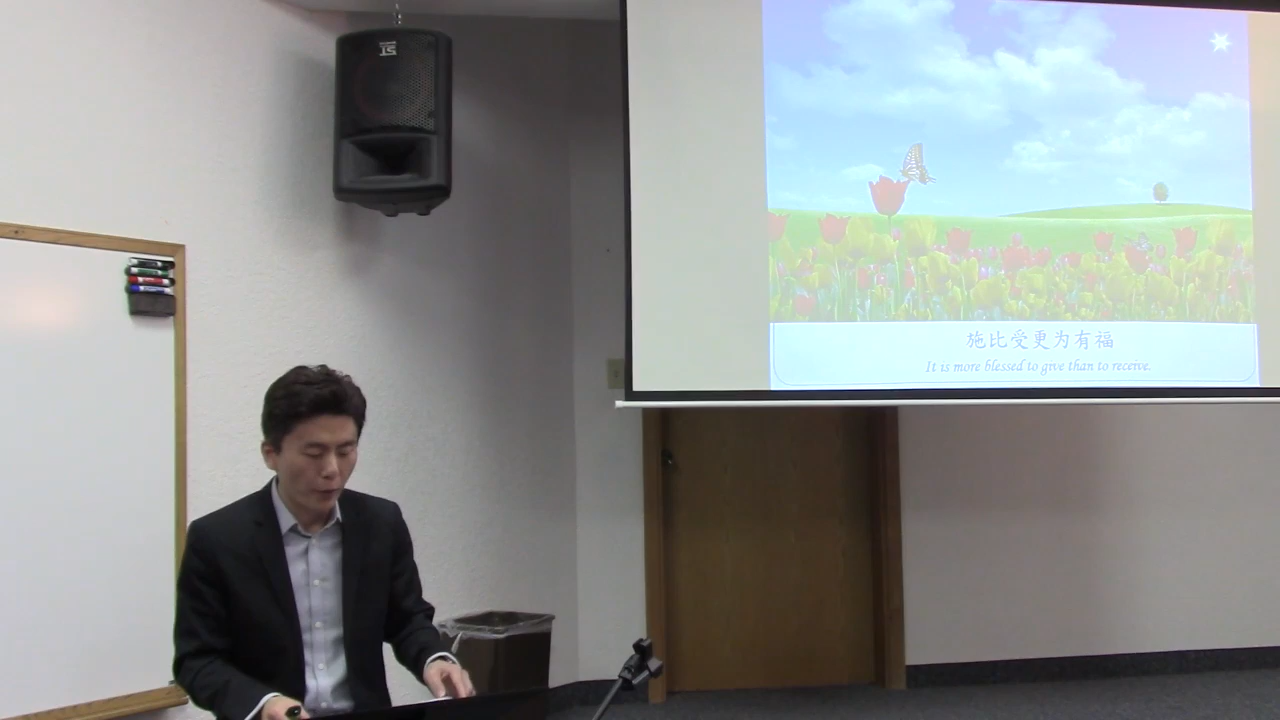 施比受更为有福
It is more blessed to give than to receive.